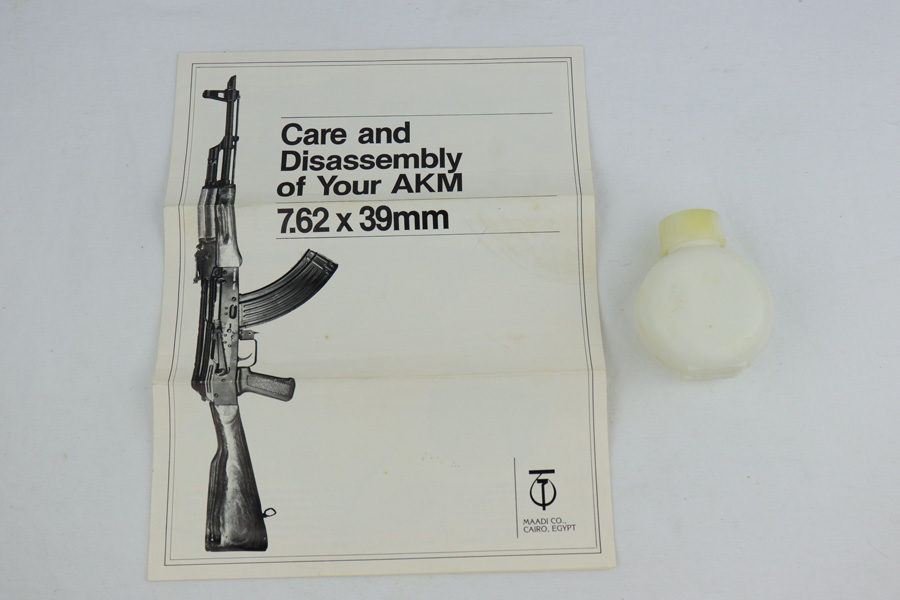 Care and
Disassembly
of Your AKM
7.62 x 39mm
MAADI CO.,
CAIRO, EGYPT